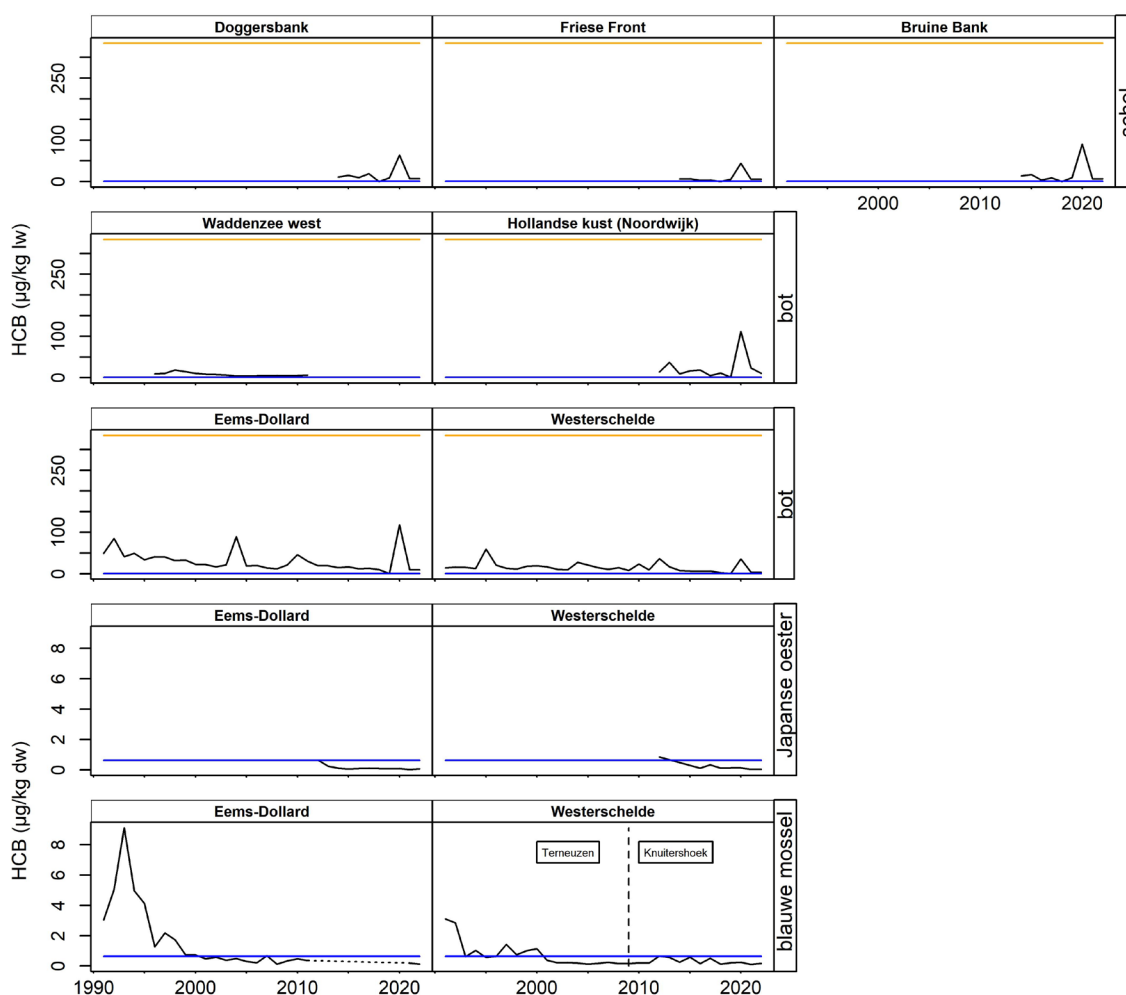 Doggersbank Friese Front Bruine Bank
250
100
0
2000 2010 2020
HCB (µg/kg lw)
Waddenzee west Hollandse kust (Noordwijk)
250
100
0
bot
Eems-Dollard Westerschelde
250
100
0
bot
Eems-Dollard Westerschelde
8
6
4
2
0
Japanse oester
HCB (µg/kg dw)
Eems-Dollard Westerschelde
Terneuzen Knuitershoek
8
6
4
2
0
blauwe mossel
1990 2000 2010 2020 2000 2010 2020